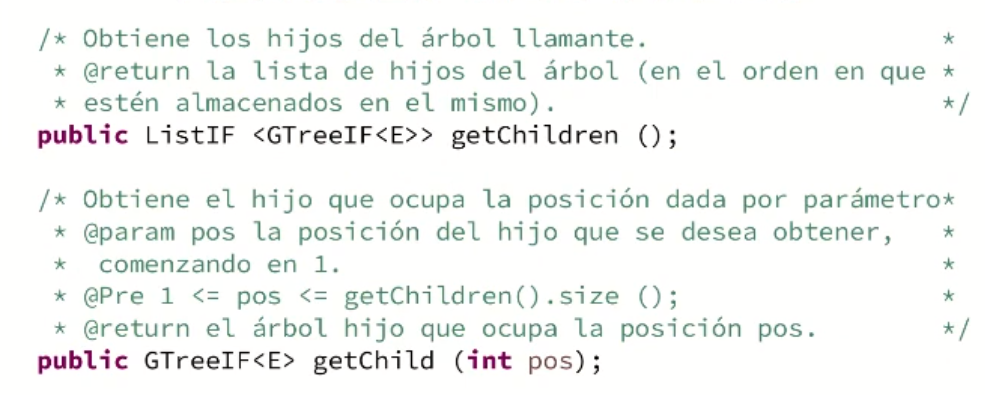 /* Obtiene los hijos del árbol llamante. *
* @return la lista de hijos del árbol (en el orden en que *
* estén almacenados en el mismo). */
public ListIF <GTreeIF<E>> getChildren ();
/* Obtiene el hijo que ocupa la posición dada por parámetro*
* @param pos la posición del hijo que se desea obtener, *
* comenzando en 1. *
* @Pre 1 <= pos <= getChildren().size (); *
* @return el árbol hijo que ocupa la posición pos. */
public GTreeIF<E> getChild (int pos);